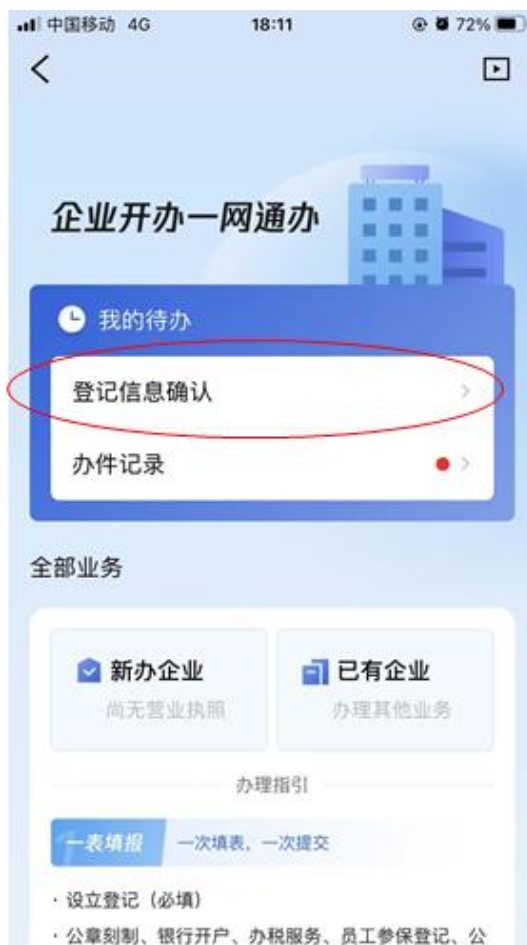 中国移动 4G 18:11 72%
企业开办一网通办
我的待办
登记信息确认
办件记录
全部业务
新办企业 已有企业
尚无营业执照 办理其他业务
办理指引
一表填报 一次填表，一次提交
· 设立登记（必填）
· 公章刻制、银行开户、办税服务、员工参保登记、公